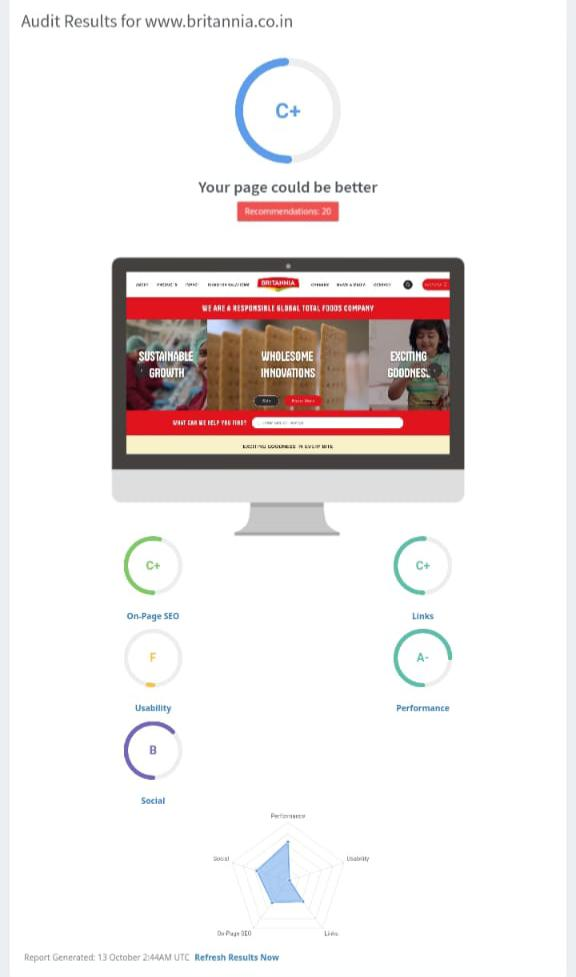 Audit Results for www.britannia.co.in
C+
Your page could be better
Recommendations: 20
BRITANNIA
WE ARE A RESPONSIBLE GLOBAL TOTAL FOODS COMPANY
SUSTAINABLE GROWTH
WHOLESOME INNOVATIONS
EXCITING GOODNES
WHAT CAN WE HELP YOU FIND?
EXCITING GOODNESS IN EVERY BITE
C+ C+
On-Page SEO Links
F A-
Usability Performance
B
Social
Performance
Social Usability
On-Page SEO Links
Report Generated: 13 October 2:44AM UTC Refresh Results Now